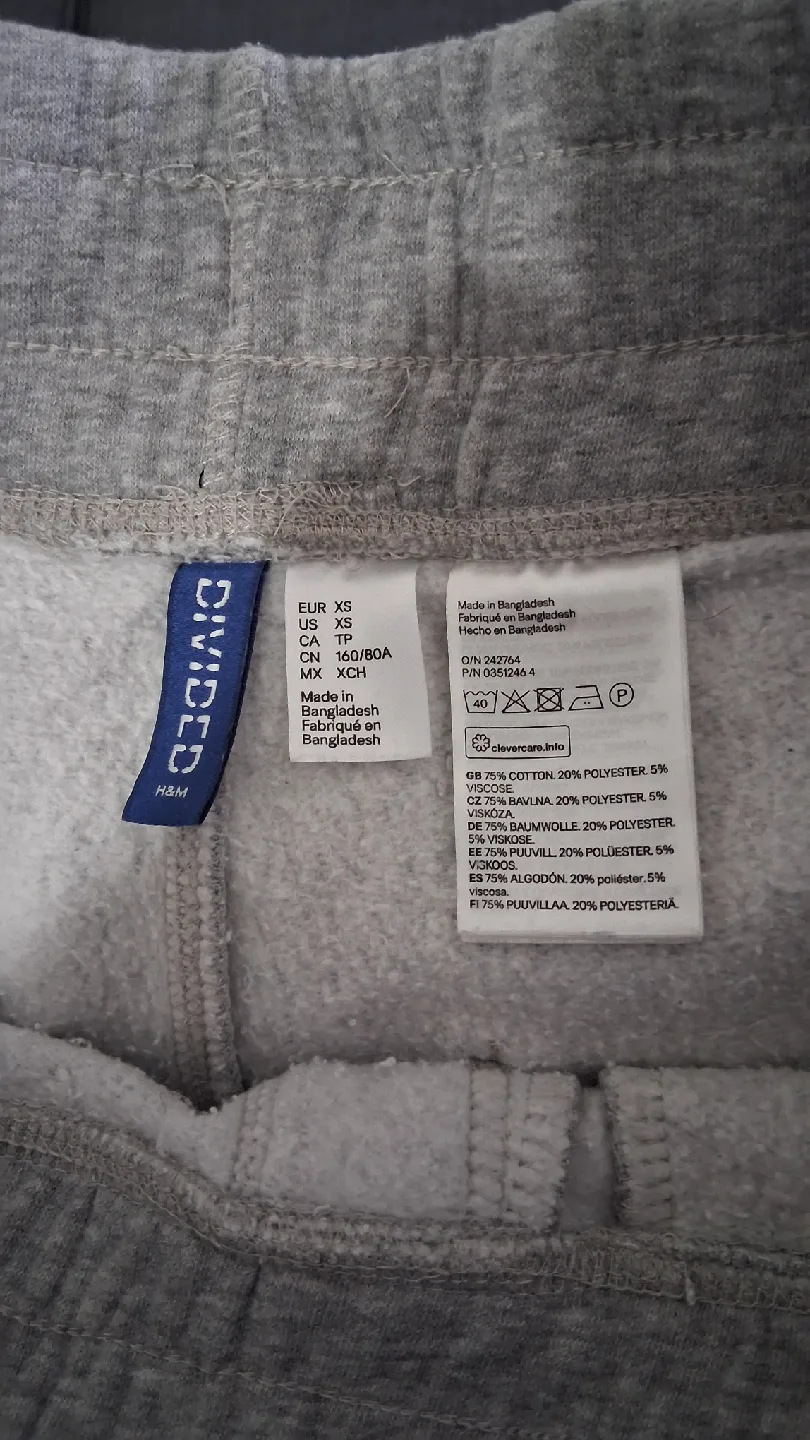 DIVIDED
H&M
EUR XS
US XS
CA TP
CN 160/80A
MX XCH
Made in
Bangladesh
Fabriqué en
Bangladesh
Made in Bangladesh
Fabriqué en Bangladesh
Hecho en Bangladesh
O/N 242764
P/N 0351246 4
40
P
clevercare.info
GB 75% COTTON. 20% POLYESTER. 5%
VISCOSE.
CZ 75% BAVLNA. 20% POLYESTER. 5%
VISKÓZA.
DE 75% BAUMWOLLE. 20% POLYESTER.
5% VISKOSE.
EE 75% PUUVILL. 20% POLÜESTER. 5%
VISKOOS.
ES 75% ALGODÓN. 20% poliéster. 5%
viscosa.
FI 75% PUUVILLAA. 20% POLYESTERIÄ.